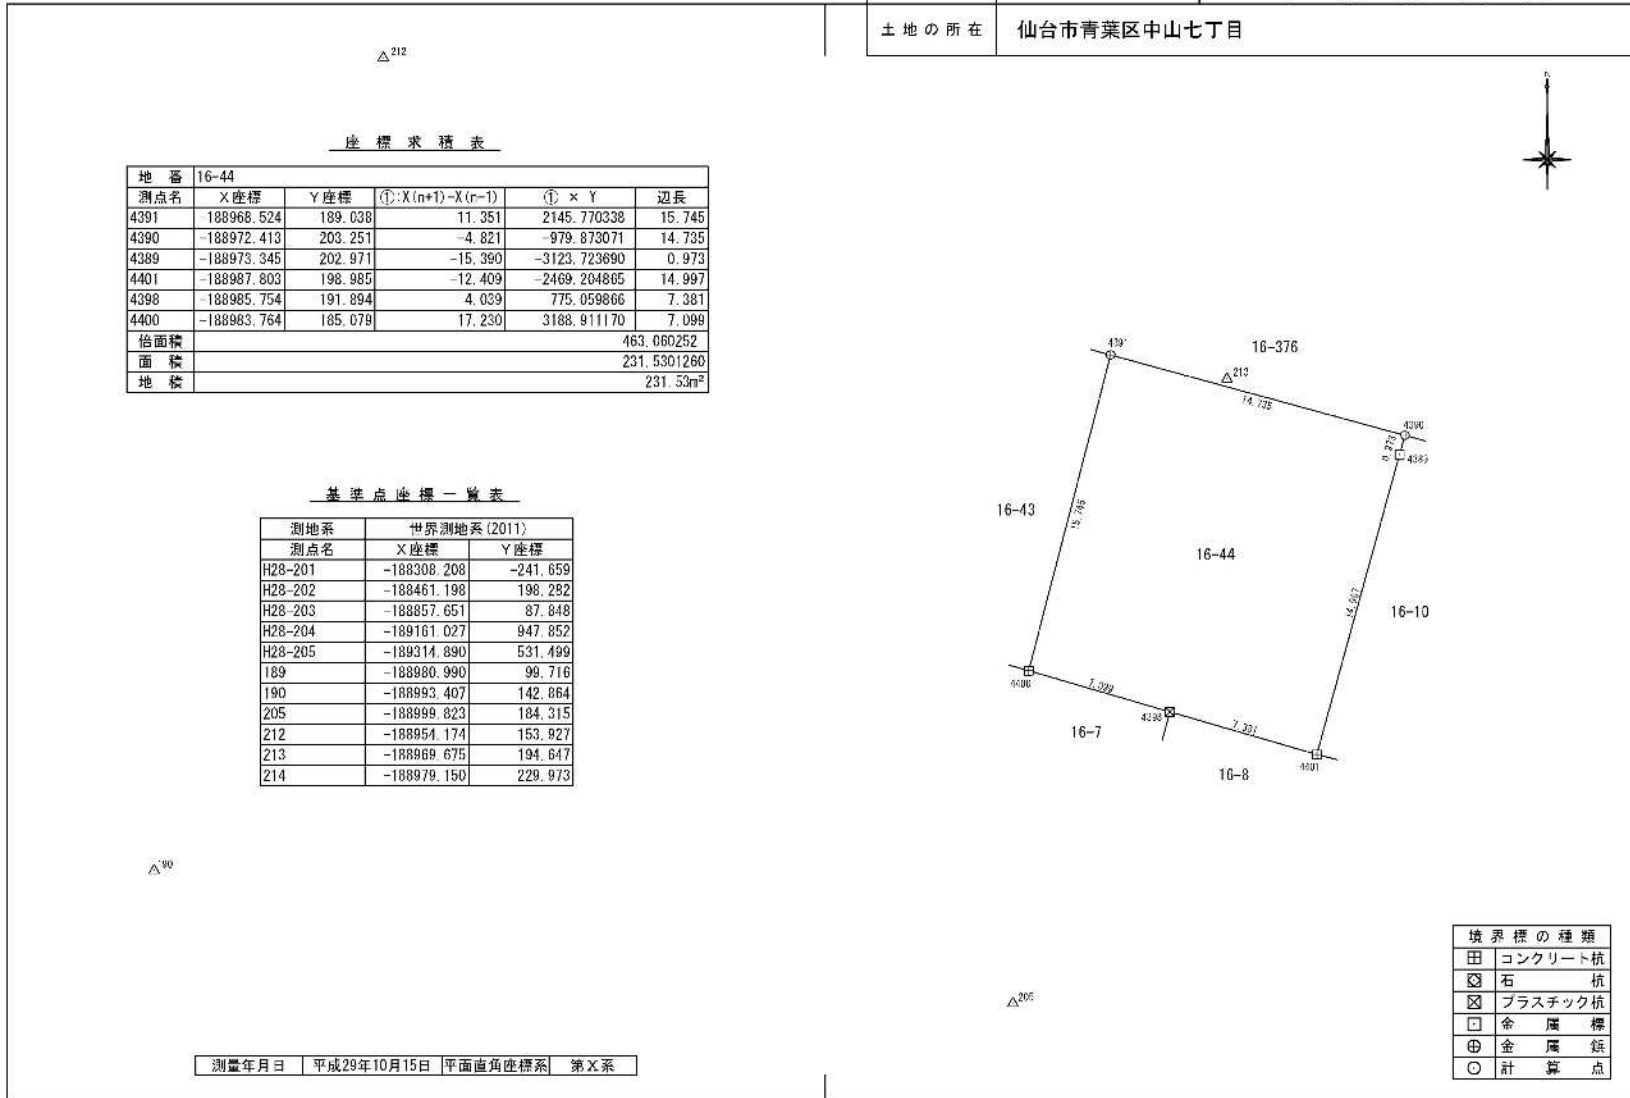 土地の所在 仙台市青葉区中山七丁目
212
座標求積表
地番 16-44
測点名 X座標 Y座標 ①:X(n+1)-X(n-1) ① × Y 辺長
4391 -188968.524 189.038 11.351 2145.770338 15.745
4390 -188972.413 203.251 -4.821 -979.873071 14.735
4389 -188973.345 202.971 -15.390 -3123.723690 0.973
4401 -188987.803 198.985 -12.409 -2469.204865 14.997
4398 -188985.754 191.894 4.039 775.059866 7.381
4400 -188983.764 185.079 17.230 3188.911170 7.099
倍面積 463.060252
面積 231.5301260
地積 231.53m²
基準点座標一覧表
測地系 世界測地系(2011)
測点名 X座標 Y座標
H28-201 -188308.208 -241.659
H28-202 -188461.198 198.282
H28-203 -188857.651 87.848
H28-204 -189161.027 947.852
H28-205 -189314.890 531.499
189 -188980.990 99.716
190 -188993.407 142.864
205 -188999.823 184.315
212 -188954.174 153.927
213 -188969.675 194.647
214 -188979.150 229.973
190
測量年月日 平成29年10月15日 平面直角座標系 第X系
N
4391
16-376
213
14.735
4390
0.973
4389
16-43
15.745
16-44
14.997
16-10
4400
7.099
4398
7.381
16-7
4401
16-8
205
境界標の種類
コンクリート杭
石杭
プラスチック杭
金属標
金属鋲
計算点